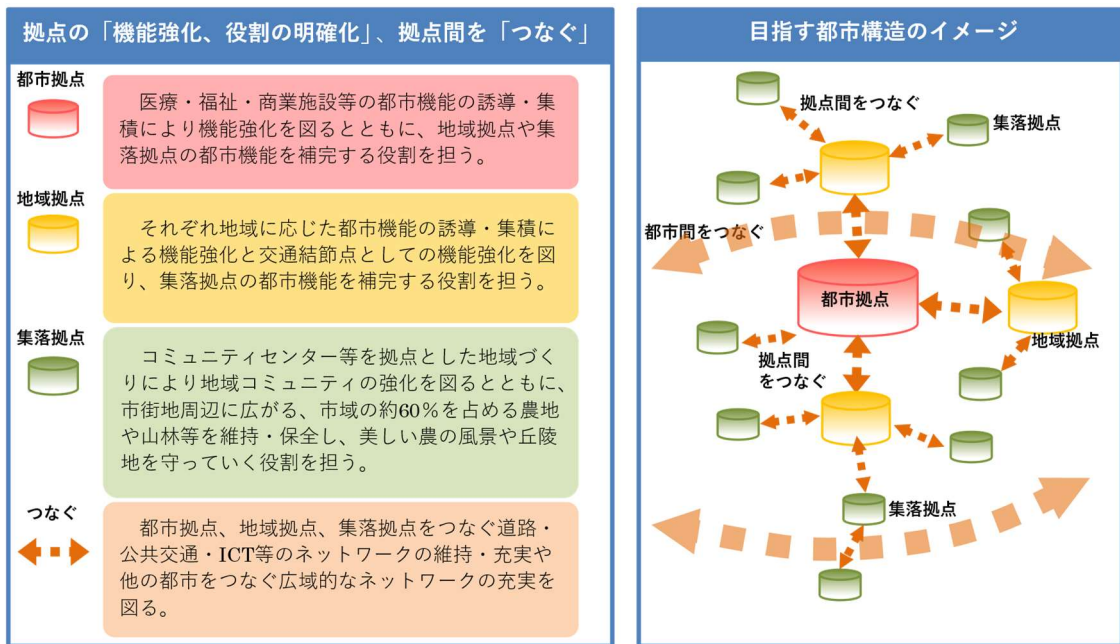 拠点の「機能強化、役割の明確化」、拠点間を「つなぐ」
都市拠点
医療・福祉・商業施設等の都市機能の誘導・集
積により機能強化を図るとともに、地域拠点や集
落拠点の都市機能を補完する役割を担う。
地域拠点
それぞれ地域に応じた都市機能の誘導・集積に
よる機能強化と交通結節点としての機能強化を図
り、集落拠点の都市機能を補完する役割を担う。
集落拠点
コミュニティセンター等を拠点とした地域づく
りにより地域コミュニティの強化を図るとともに、
市街地周辺に広がる、市域の約60％を占める農地
や山林等を維持・保全し、美しい農の風景や丘陵
地を守っていく役割を担う。
つなぐ
都市拠点、地域拠点、集落拠点をつなぐ道路・
公共交通・ICT等のネットワークの維持・充実や
他の都市をつなぐ広域的なネットワークの充実を
図る。
目指す都市構造のイメージ
拠点間をつなぐ
集落拠点
都市間をつなぐ
都市拠点
地域拠点
拠点間
をつなぐ
集落拠点